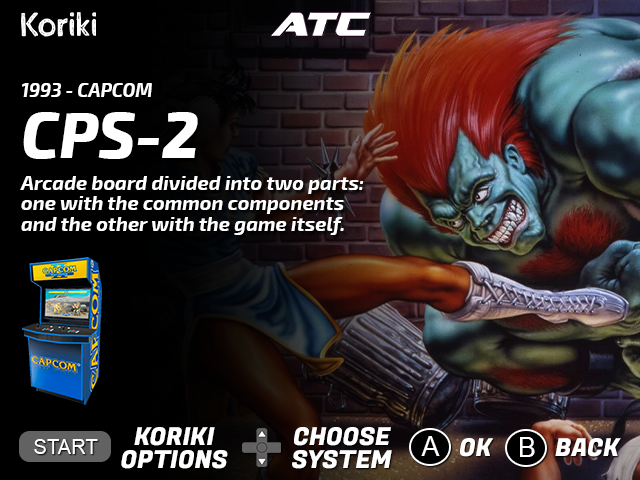 Koriki
ATC
1993 - CAPCOM
CPS-2
Arcade board divided into two parts:
one with the common components
and the other with the game itself.
CAPCOM
CAPCOM
CAPCOM
START
KORIKI
OPTIONS
CHOOSE
SYSTEM
A OK
B BACK